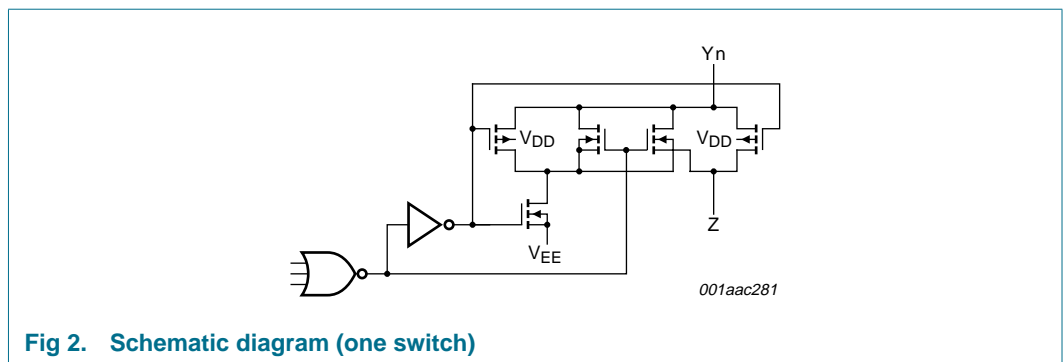 Yn
VDD
VDD
Z
VEE
001aac281
Fig 2. Schematic diagram (one switch)